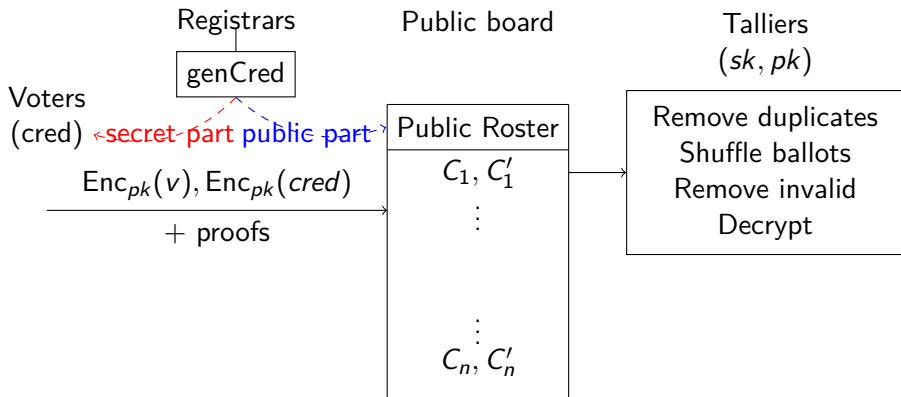 Registrars
Public board
Talliers
(sk, pk)
genCred
Voters
(cred)
secret part public part
Public Roster
Remove duplicates
Shuffle ballots
Remove invalid
Decrypt
Enc_pk(v), Enc_pk(cred)
+ proofs
C_1, C'_1
⋮
⋮
C_n, C'_n